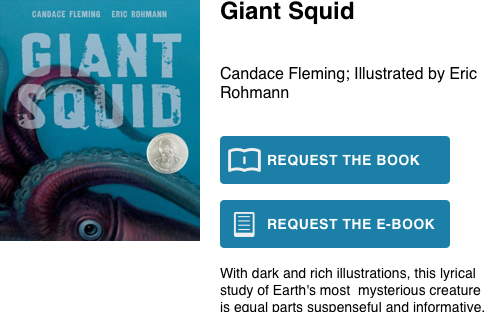 CANDACE FLEMING ERIC ROHMANN
GIANT
SQUID
Giant Squid
Candace Fleming; Illustrated by Eric
Rohmann
REQUEST THE BOOK
REQUEST THE E-BOOK
With dark and rich illustrations, this lyrical
study of Earth's most mysterious creature
is equal parts suspenseful and informative.